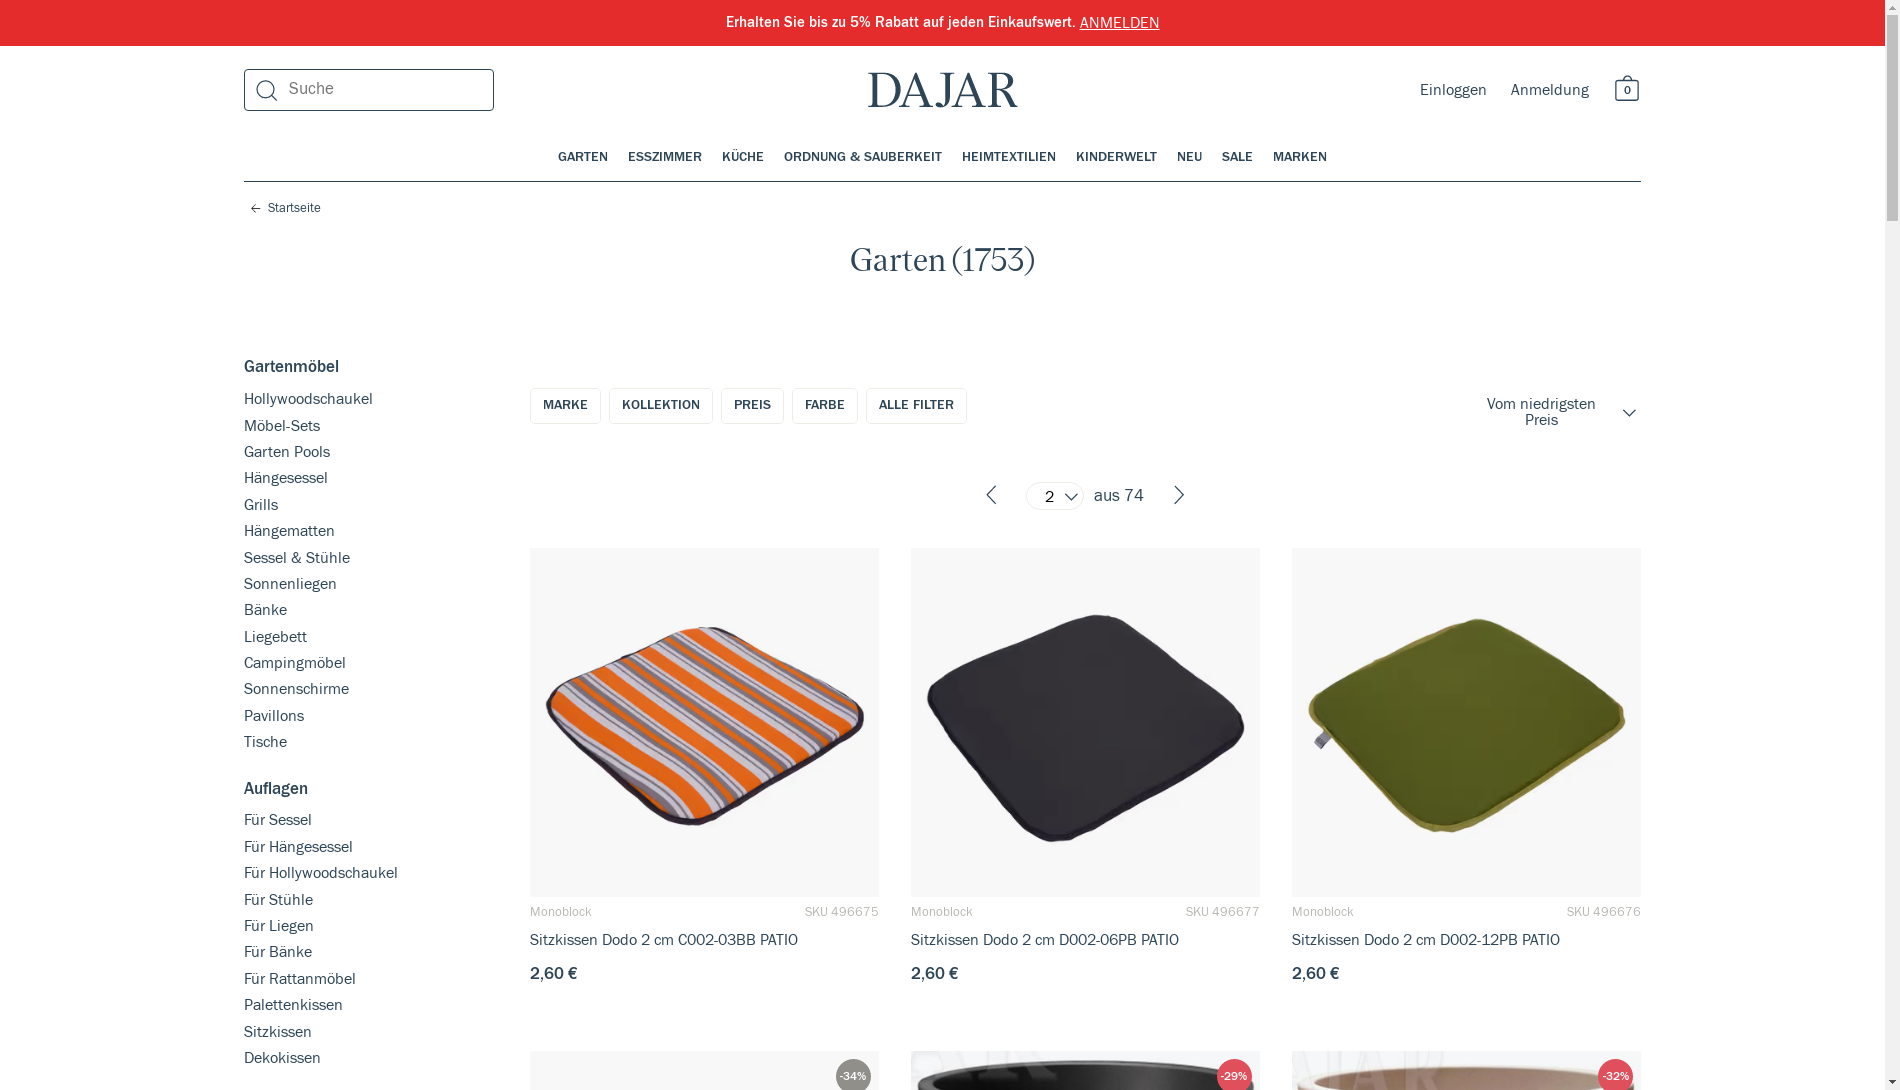 Erhalten Sie bis zu 5% Rabatt auf jeden Einkaufswert. ANMELDEN
Suche
DAJAR
Einloggen Anmeldung 0
GARTEN ESSZIMMER KÜCHE ORDNUNG & SAUBERKEIT HEIMTEXTILIEN KINDERWELT NEU SALE MARKEN
Startseite
Garten (1753)
Gartenmöbel
Hollywoodschaukel
Möbel-Sets
Garten Pools
Hängesessel
Grills
Hängematten
Sessel & Stühle
Sonnenliegen
Bänke
Liegebett
Campingmöbel
Sonnenschirme
Pavillons
Tische
Auflagen
Für Sessel
Für Hängesessel
Für Hollywoodschaukel
Für Stühle
Für Liegen
Für Bänke
Für Rattanmöbel
Palettenkissen
Sitzkissen
Dekokissen
MARKE KOLLEKTION PREIS FARBE ALLE FILTER
Vom niedrigsten
Preis
2 aus 74
Monoblock SKU 496675
Sitzkissen Dodo 2 cm C002-03BB PATIO
2,60 €
Monoblock SKU 496677
Sitzkissen Dodo 2 cm D002-06PB PATIO
2,60 €
Monoblock SKU 496676
Sitzkissen Dodo 2 cm D002-12PB PATIO
2,60 €
-34%
-29%
-32%